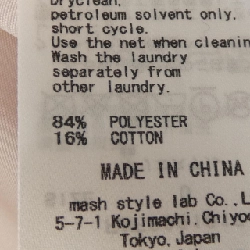 Dryclean,
petroleum solvent only,
short cycle.
Use the net when cleanin
Wash the laundry
separately from
other laundry.
84% POLYESTER
16% COTTON
MADE IN CHINA
mash style lab Co.,L
5-7-1 Kojimachi, Chiyo
Tokyo, Japan